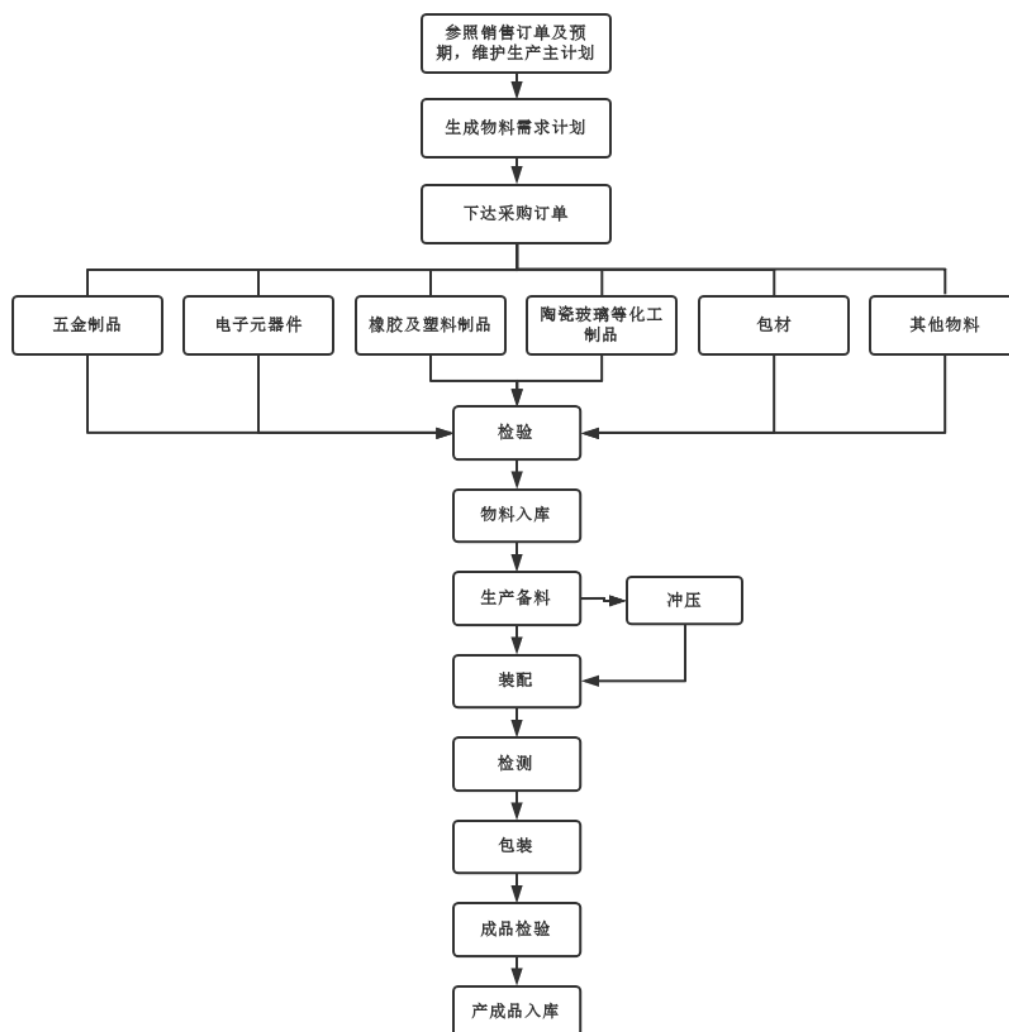 参照销售订单及预
期，维护生产主计划
生成物料需求计划
下达采购订单
五金制品
电子元器件
橡胶及塑料制品
陶瓷玻璃等化工
制品
包材
其他物料
检验
物料入库
生产备料
冲压
装配
检测
包装
成品检验
产成品入库